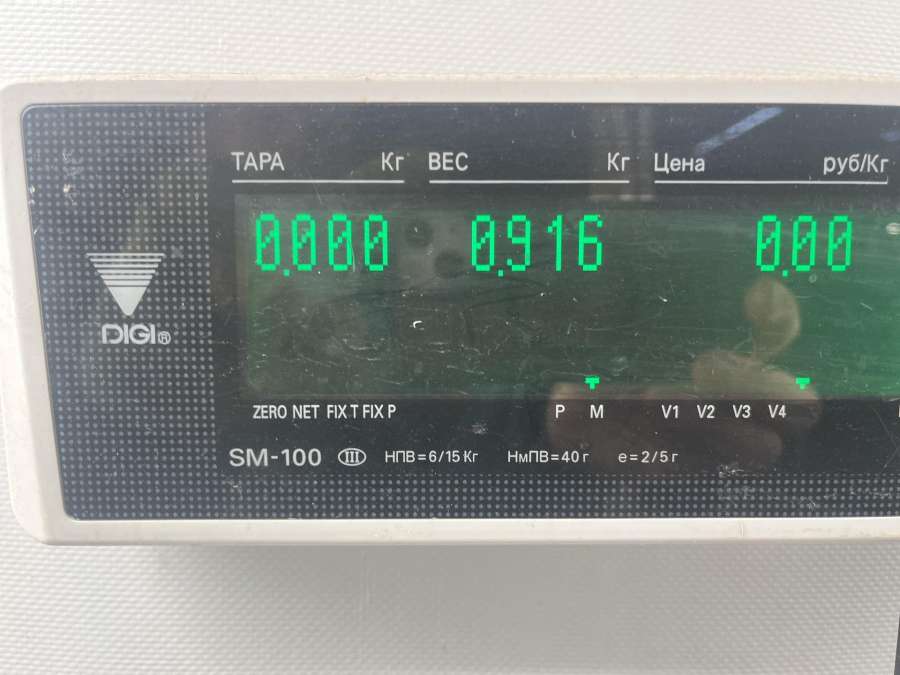 ТАРА Кг ВЕС Кг Цена руб/Кг
0.000 0.916 0.00
DIGI®
ZERO NET FIX T FIX P P M V1 V2 V3 V4
SM-100 III НПВ=6/15 Кг НмПВ=40 г е=2/5 г